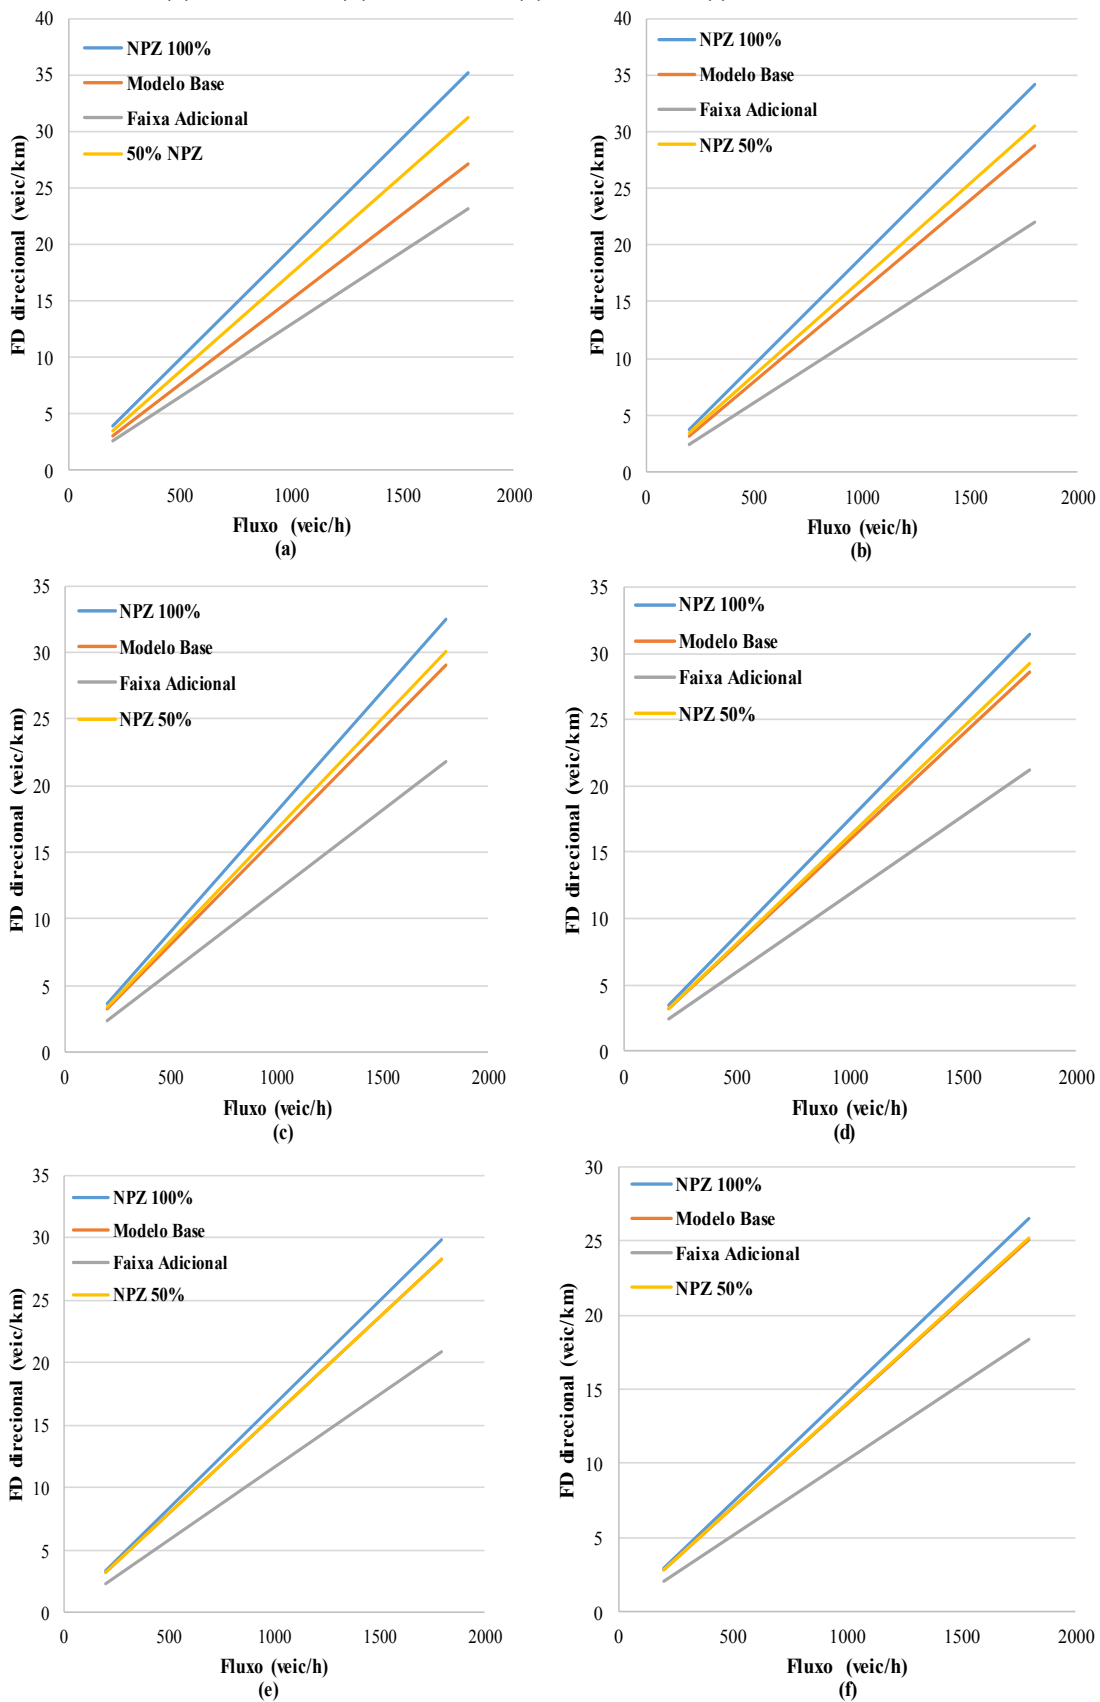 40
35
30
25
20
15
10
5
0
FD direcional (veic/km)
NPZ 100%
Modelo Base
Faixa Adicional
50% NPZ
0 500 1000 1500 2000
Fluxo (veic/h)
(a)
40
35
30
25
20
15
10
5
0
FD direcional (veic/km)
NPZ 100%
Modelo Base
Faixa Adicional
NPZ 50%
0 500 1000 1500 2000
Fluxo (veic/h)
(b)
35
30
25
20
15
10
5
0
FD direcional (veic/km)
NPZ 100%
Modelo Base
Faixa Adicional
NPZ 50%
0 500 1000 1500 2000
Fluxo (veic/h)
(c)
35
30
25
20
15
10
5
0
FD direcional (veic/km)
NPZ 100%
Modelo Base
Faixa Adicional
NPZ 50%
0 500 1000 1500 2000
Fluxo (veic/h)
(d)
35
30
25
20
15
10
5
0
FD direcional (veic/km)
NPZ 100%
Modelo Base
Faixa Adicional
NPZ 50%
0 500 1000 1500 2000
Fluxo (veic/h)
(e)
30
25
20
15
10
5
0
FD direcional (veic/km)
NPZ 100%
Modelo Base
Faixa Adicional
NPZ 50%
0 500 1000 1500 2000
Fluxo (veic/h)
(f)